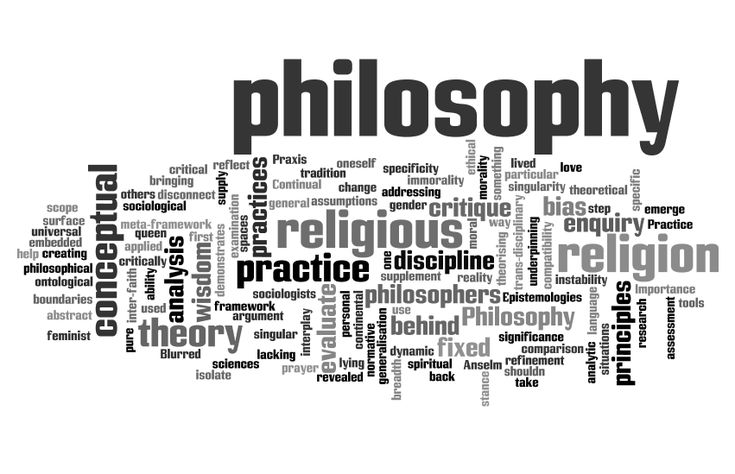 philosophy
critical
reflect
Praxis
oneself
specificity
ethical
something
lived
love
bringing
supply
practices
tradition
immorality
morality
particular
others
disconnect
Continual
change
addressing
singularity
theoretical
specific
scope
conceptual
sociological
examination
spaces
general
assumptions
gender
critique
way
trans-disciplinary
bias
step
emerge
surface
queen
first
religious
moral
enquiry
Practice
universal
meta-framework
demonstrates
theorising
underpinning
compatibility
religion
embedded
applied
analysis
wisdom
one
discipline
help
creating
critically
practice
supplement
reality
instability
philosophical
inter-faith
ability
sociologists
evaluate
philosophers
Epistemologies
language
principles
Importance
ontological
boundaries
used
framework
personal
continental
use
Philosophy
tools
abstract
theory
argument
interplay
behind
significance
research
assessment
feminist
pure
singular
normative
generalisation
fixed
comparison
analytic
situations
Blurred
lacking
dynamic
refinement
sciences
prayer
lying
breadth
spiritual
Anselm
stance
shouldn
isolate
revealed
back
take